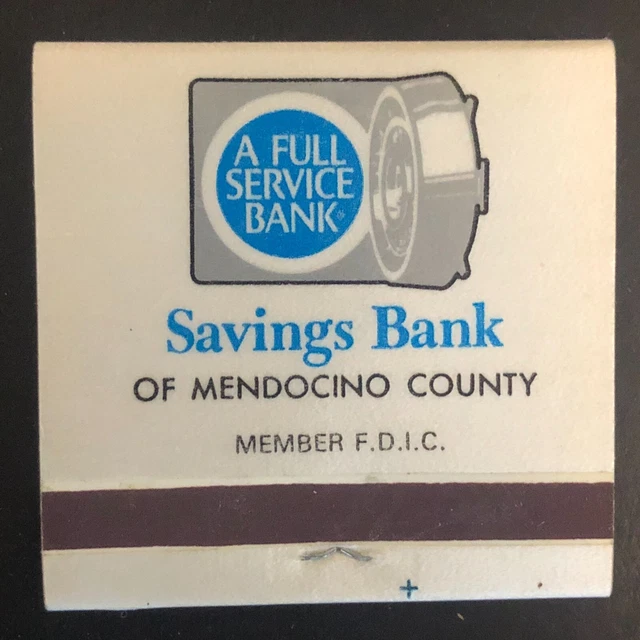 A FULL
SERVICE
BANK®
Savings Bank
OF MENDOCINO COUNTY
MEMBER F.D.I.C.